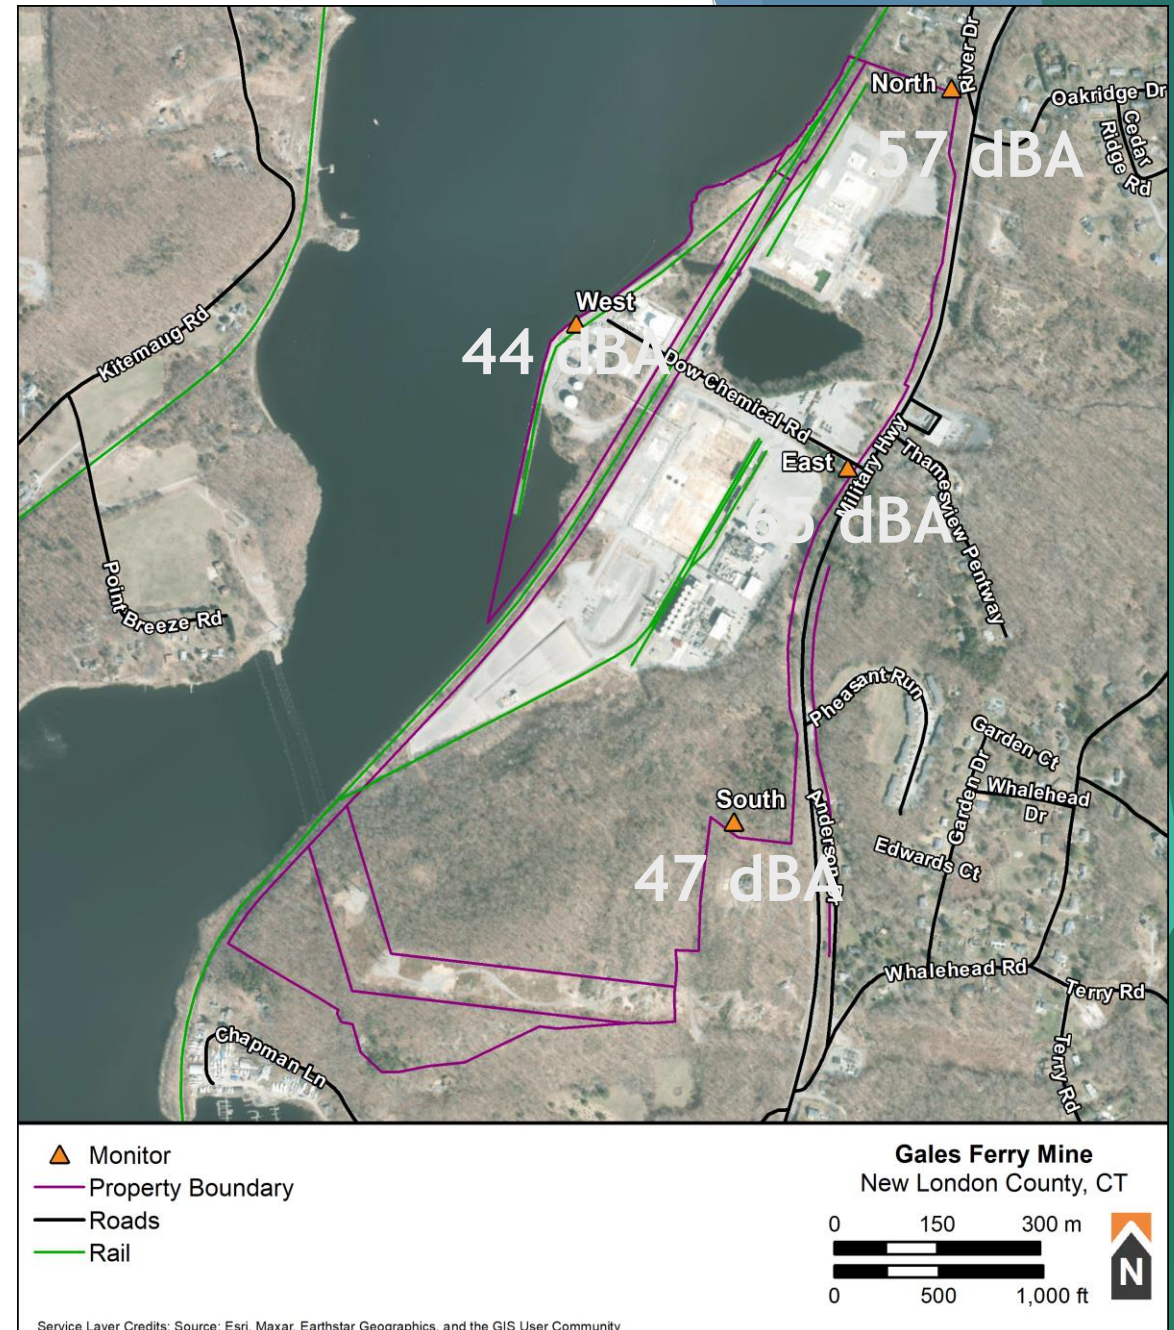 River Dr
North
Oakridge Dr
Cedar
Ridge Rd
57 dBA
West
44 dBA
Kitemaug Rd
Dow Chemical Rd
Military Hwy
East
Thamesview Pentway
65 dBA
Point Breeze Rd
Pheasant Run
Garden Ct
Garden Dr
Whalehead
Dr
South
Edwards Ct
47 dBA
Whalehead Rd
Terry Rd
Terry Rd
Chapman Ln
Monitor
Property Boundary
Roads
Rail
Gales Ferry Mine
New London County, CT
0 150 300 m
0 500 1,000 ft
N
Service Layer Credits: Source: Esri, Maxar, Earthstar Geographics, and the GIS User Community